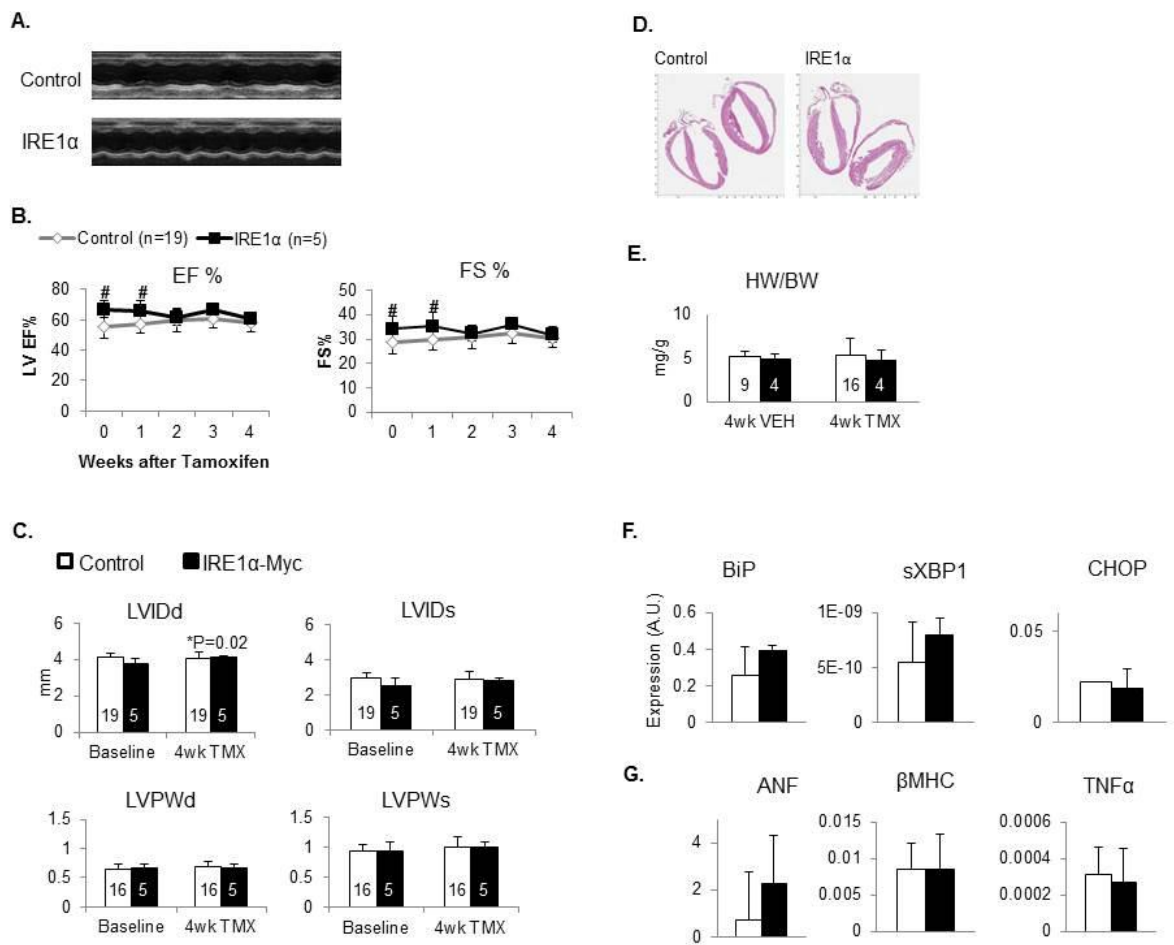 A.
Control
IRE1α
B.
Control (n=19) IRE1α (n=5)
EF %
# #
80
60
40
20
0
LV EF%
0 1 2 3 4
Weeks after Tamoxifen
FS %
# #
50
40
30
20
10
0
FS%
0 1 2 3 4
C.
Control IRE1α-Myc
LVIDd
*P=0.02
6
4
2
0
mm
19 5 19 5
Baseline 4wk TMX
LVIDs
6
4
2
0
19 5 19 5
Baseline 4wk TMX
LVPWd
1.5
1
0.5
0
16 5 16 5
Baseline 4wk TMX
LVPWs
1.5
1
0.5
0
16 5 16 5
Baseline 4wk TMX
D.
Control IRE1α
E.
HW/BW
10
5
0
mg/g
9 4 16 4
4wk VEH 4wk TMX
F.
BiP
0.6
0.4
0.2
0
Expression (A.U.)
sXBP1
1E-09
5E-10
0
CHOP
0.05
0
G.
ANF
4
2
0
βMHC
0.015
0.01
0.005
0
TNFα
0.0006
0.0004
0.0002
0